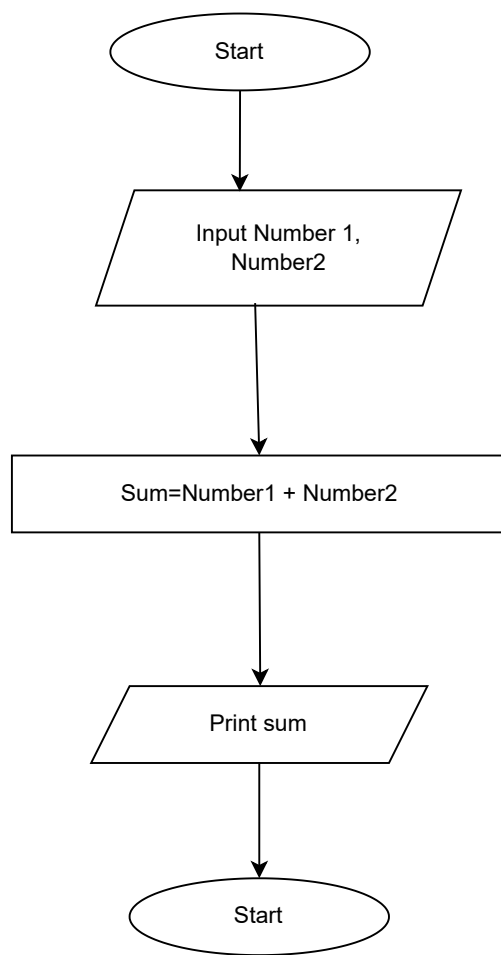 Start
Input Number 1,
Number2
Sum=Number1 + Number2
Print sum
Start